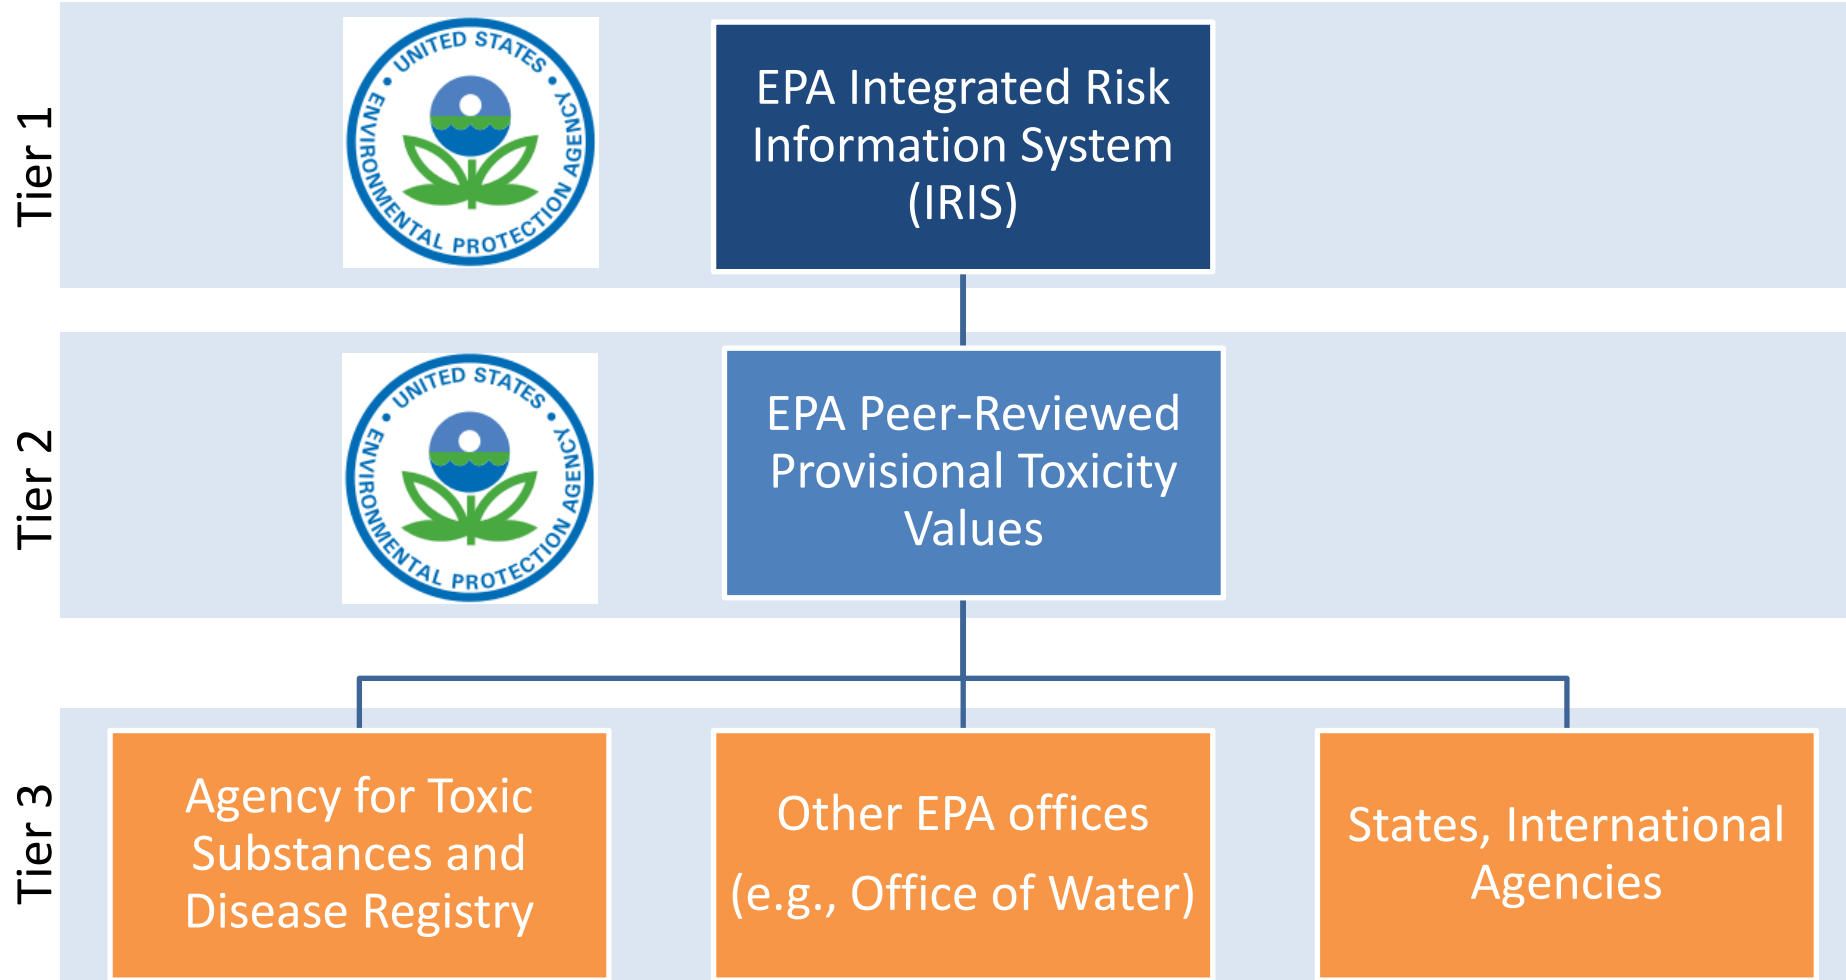 Tier 1
UNITED STATES
ENVIRONMENTAL PROTECTION AGENCY
EPA Integrated Risk
Information System
(IRIS)
Tier 2
UNITED STATES
ENVIRONMENTAL PROTECTION AGENCY
EPA Peer-Reviewed
Provisional Toxicity
Values
Tier 3
Agency for Toxic
Substances and
Disease Registry
Other EPA offices
(e.g., Office of Water)
States, International
Agencies